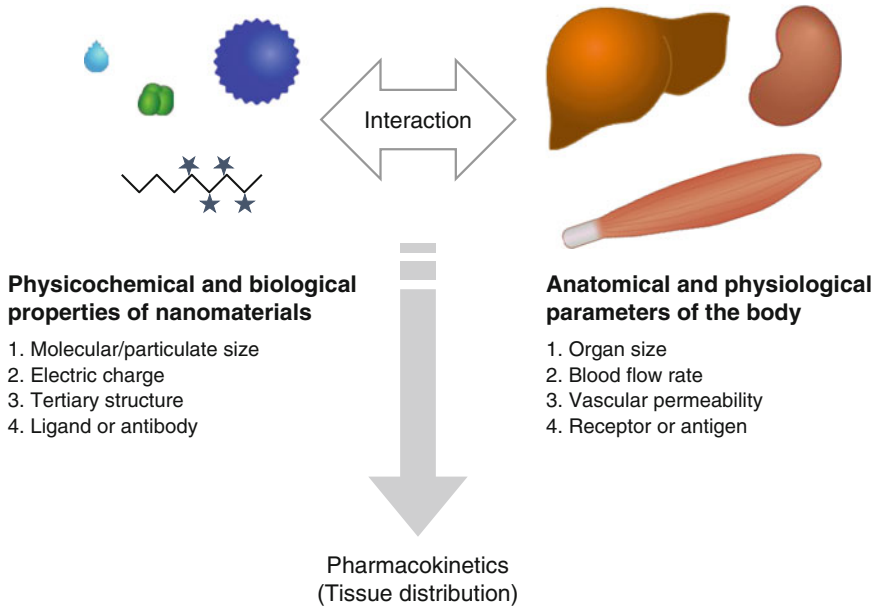 Interaction
Physicochemical and biological
properties of nanomaterials
1. Molecular/particulate size
2. Electric charge
3. Tertiary structure
4. Ligand or antibody
Anatomical and physiological
parameters of the body
1. Organ size
2. Blood flow rate
3. Vascular permeability
4. Receptor or antigen
Pharmacokinetics
(Tissue distribution)